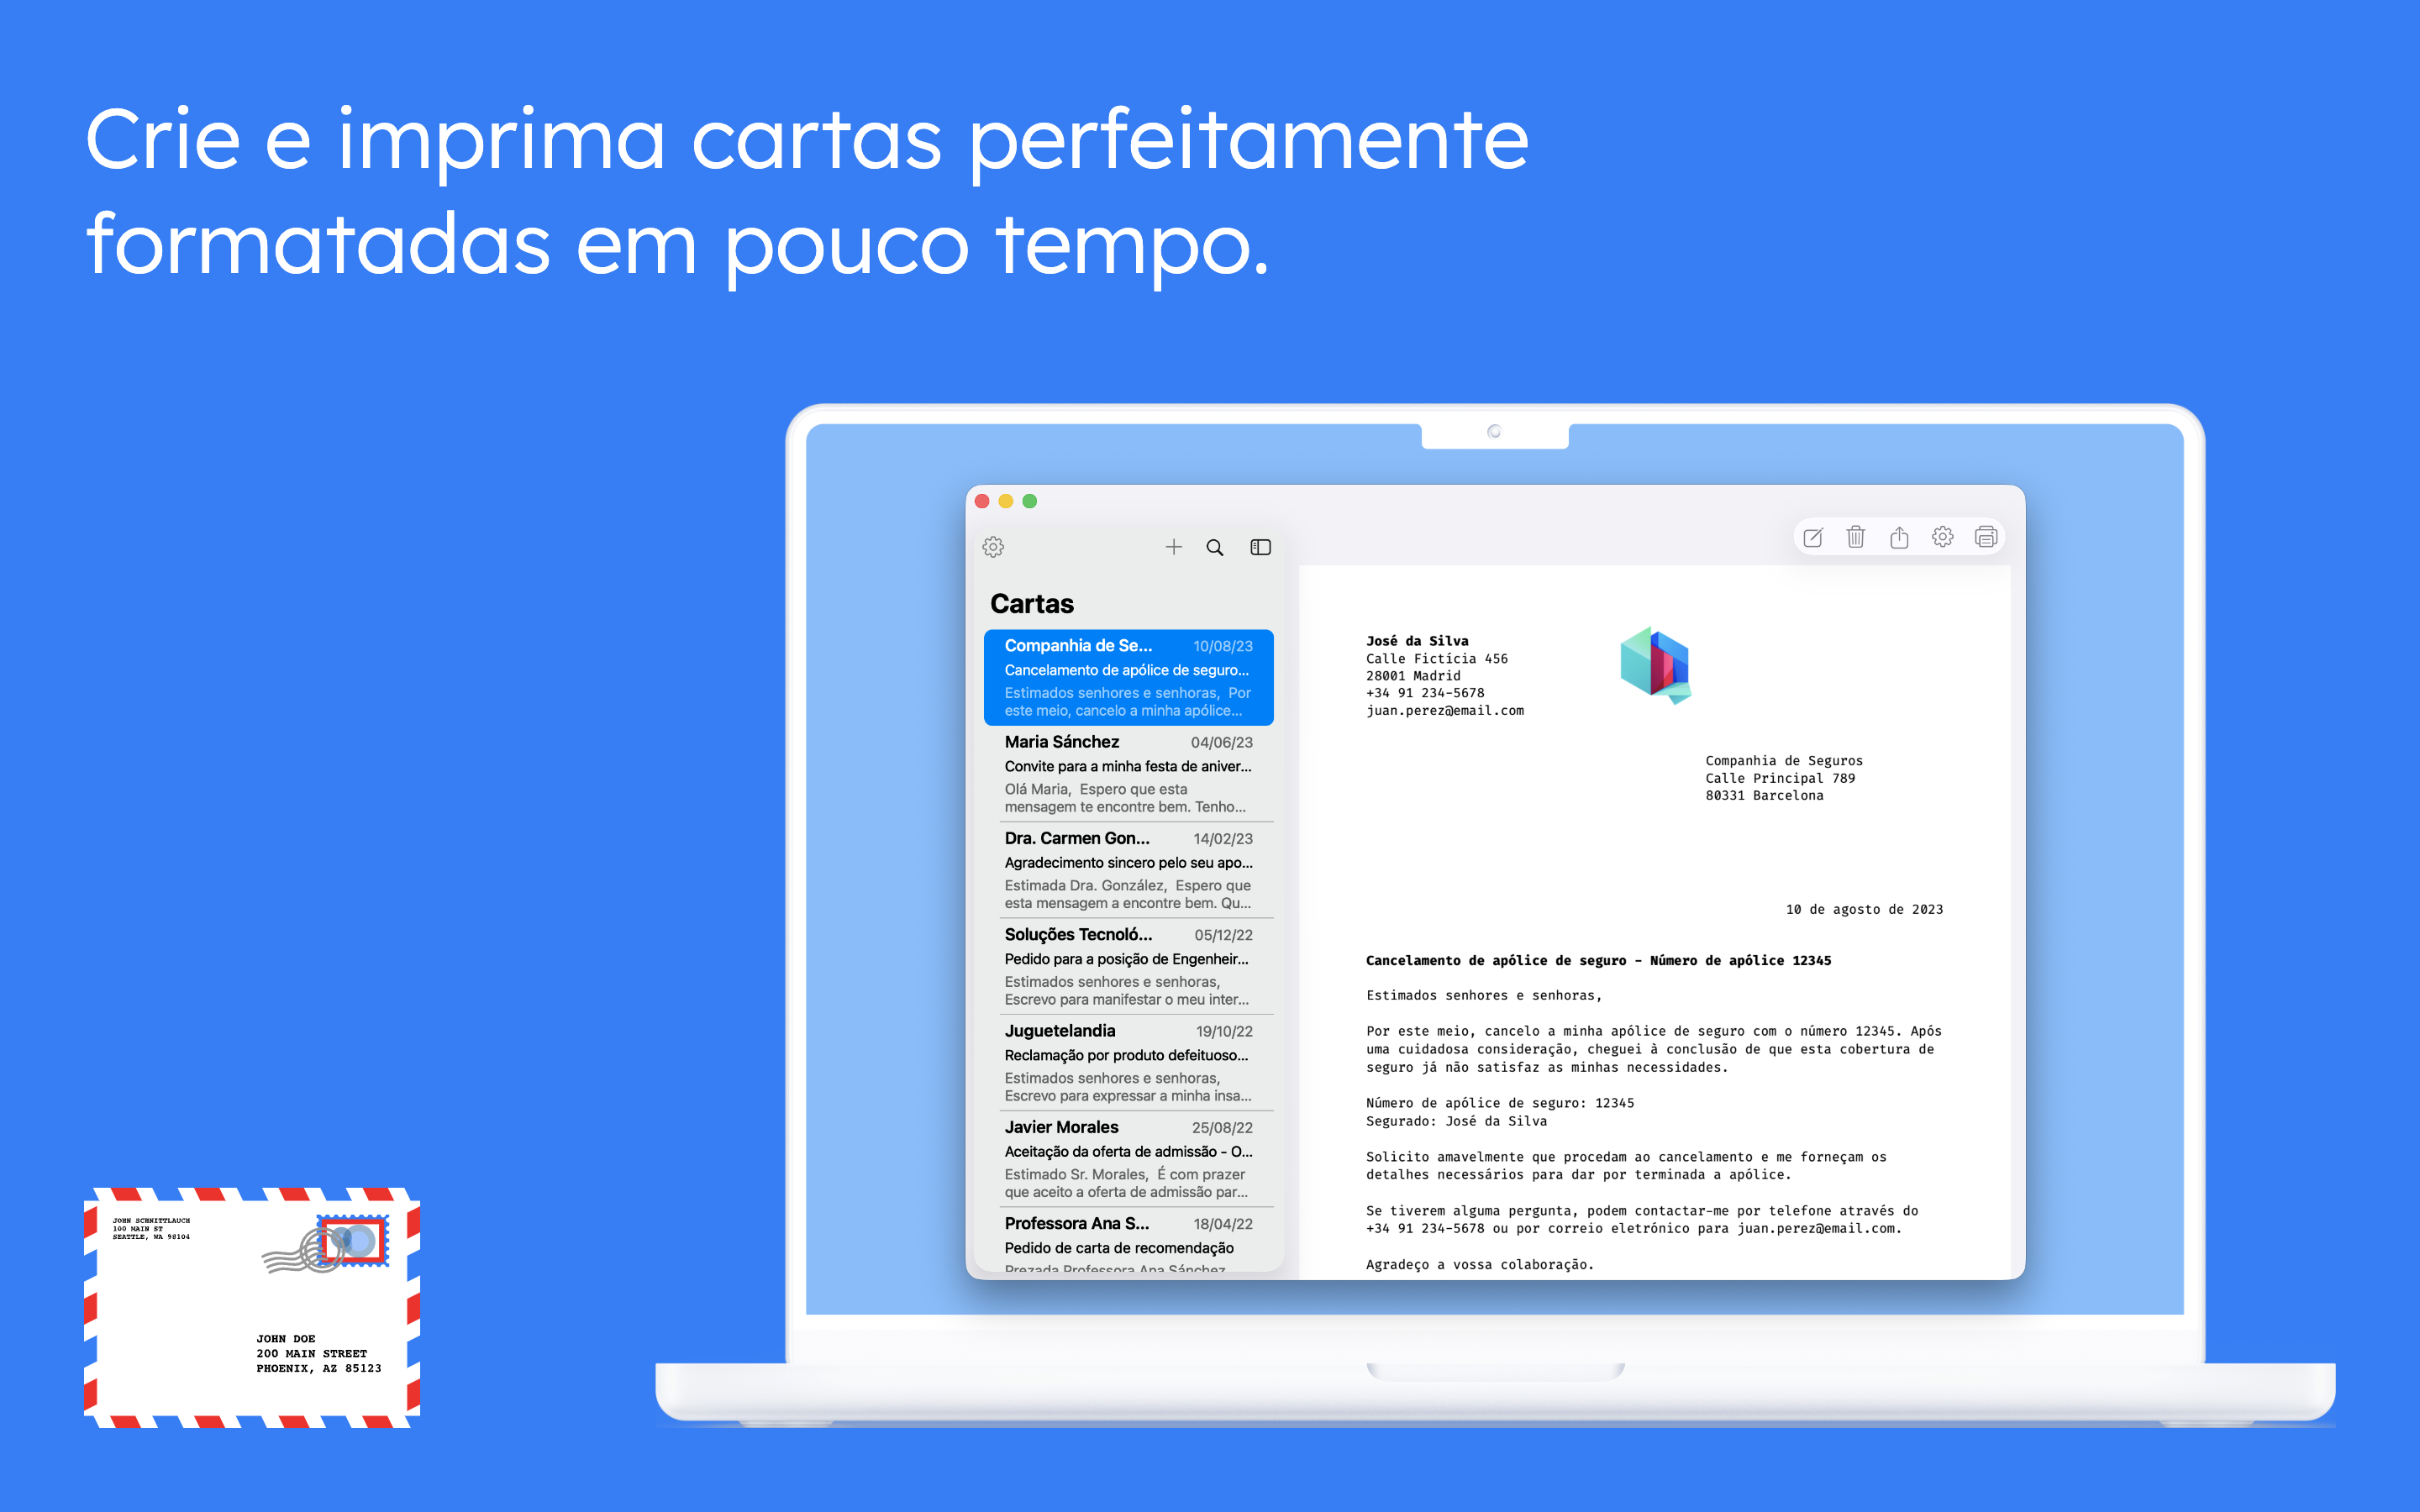 Crie e imprima cartas perfeitamente
formatadas em pouco tempo.
Cartas
Companhia de Se... 10/08/23
Cancelamento de apólice de seguro...
Estimados senhores e senhoras, Por
este meio, cancelo a minha apólice...
Maria Sánchez 04/06/23
Convite para a minha festa de aniver...
Olá Maria, Espero que esta
mensagem te encontre bem. Tenho...
Dra. Carmen Gon... 14/02/23
Agradecimento sincero pelo seu apo...
Estimada Dra. González, Espero que
esta mensagem a encontre bem. Qu...
Soluções Tecnoló... 05/12/22
Pedido para a posição de Engenheir...
Estimados senhores e senhoras,
Escrevo para manifestar o meu inter...
Juguetelandia 19/10/22
Reclamação por produto defeituoso...
Estimados senhores e senhoras,
Escrevo para expressar a minha insa...
Javier Morales 25/08/22
Aceitação da oferta de admissão - O...
Estimado Sr. Morales, É com prazer
que aceito a oferta de admissão par...
Professora Ana S... 18/04/22
Pedido de carta de recomendação
Prezada Professora Ana Sánchez
José da Silva
Calle Fictícia 456
28001 Madrid
+34 91 234-5678
juan.perez@email.com
Companhia de Seguros
Calle Principal 789
80331 Barcelona
10 de agosto de 2023
Cancelamento de apólice de seguro - Número de apólice 12345
Estimados senhores e senhoras,
Por este meio, cancelo a minha apólice de seguro com o número 12345. Após
uma cuidadosa consideração, cheguei à conclusão de que esta cobertura de
seguro já não satisfaz as minhas necessidades.
Número de apólice de seguro: 12345
Segurado: José da Silva
Solicito amavelmente que procedam ao cancelamento e me forneçam os
detalhes necessários para dar por terminada a apólice.
Se tiverem alguma pergunta, podem contactar-me por telefone através do
+34 91 234-5678 ou por correio eletrónico para juan.perez@email.com.
Agradeço a vossa colaboração.
JOHN SCHNITTLAUCH
100 MAIN ST
SEATTLE, WA 98104
JOHN DOE
200 MAIN STREET
PHOENIX, AZ 85123